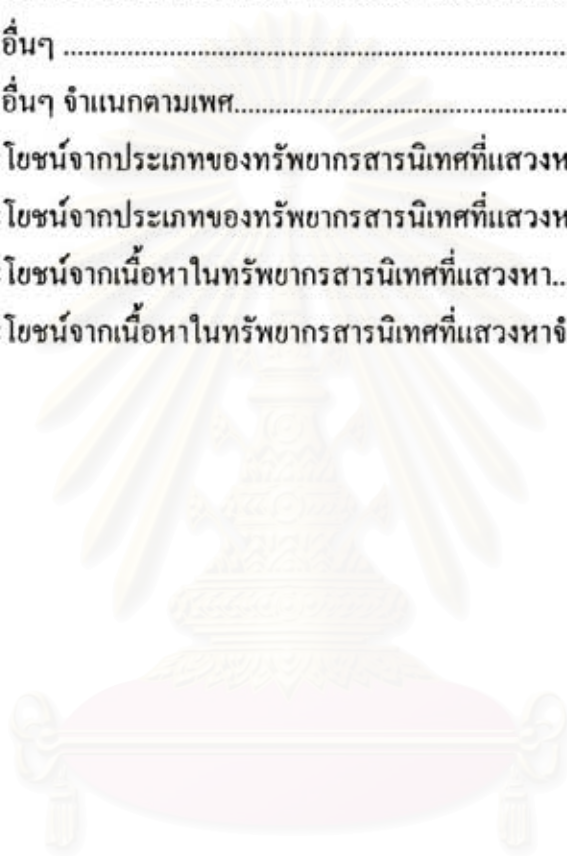 อื่นๆ ........................................................................
อื่นๆ จำแนกตามเพศ................................................
โยชน์จากประเภทของทรัพยากรสารนิเทศที่แสวงห
โยชน์จากประเภทของทรัพยากรสารนิเทศที่แสวงห
โยชน์จากเนื้อหาในทรัพยากรสารนิเทศที่แสวงหา..
โยชน์จากเนื้อหาในทรัพยากรสารนิเทศที่แสวงหาจ์